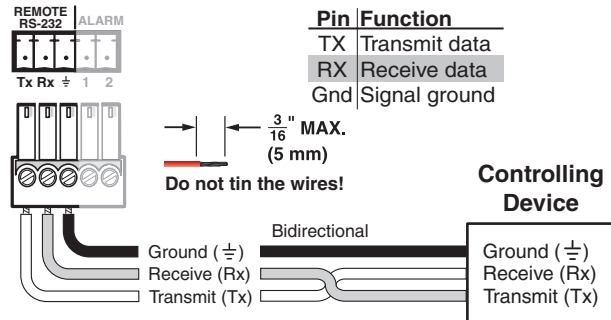 REMOTE
RS-232
ALARM
Tx Rx ⏚ 1 2
Pin Function
TX Transmit data
RX Receive data
Gnd Signal ground
3/16" MAX.
(5 mm)
Do not tin the wires!
Controlling
Device
Bidirectional
Ground (⏚)
Receive (Rx)
Transmit (Tx)
Ground (⏚)
Receive (Rx)
Transmit (Tx)